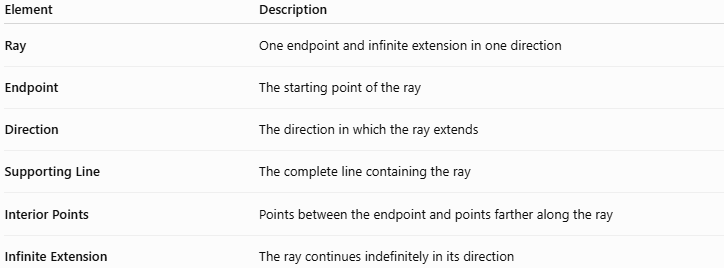 Element Description
Ray One endpoint and infinite extension in one direction
Endpoint The starting point of the ray
Direction The direction in which the ray extends
Supporting Line The complete line containing the ray
Interior Points Points between the endpoint and points farther along the ray
Infinite Extension The ray continues indefinitely in its direction